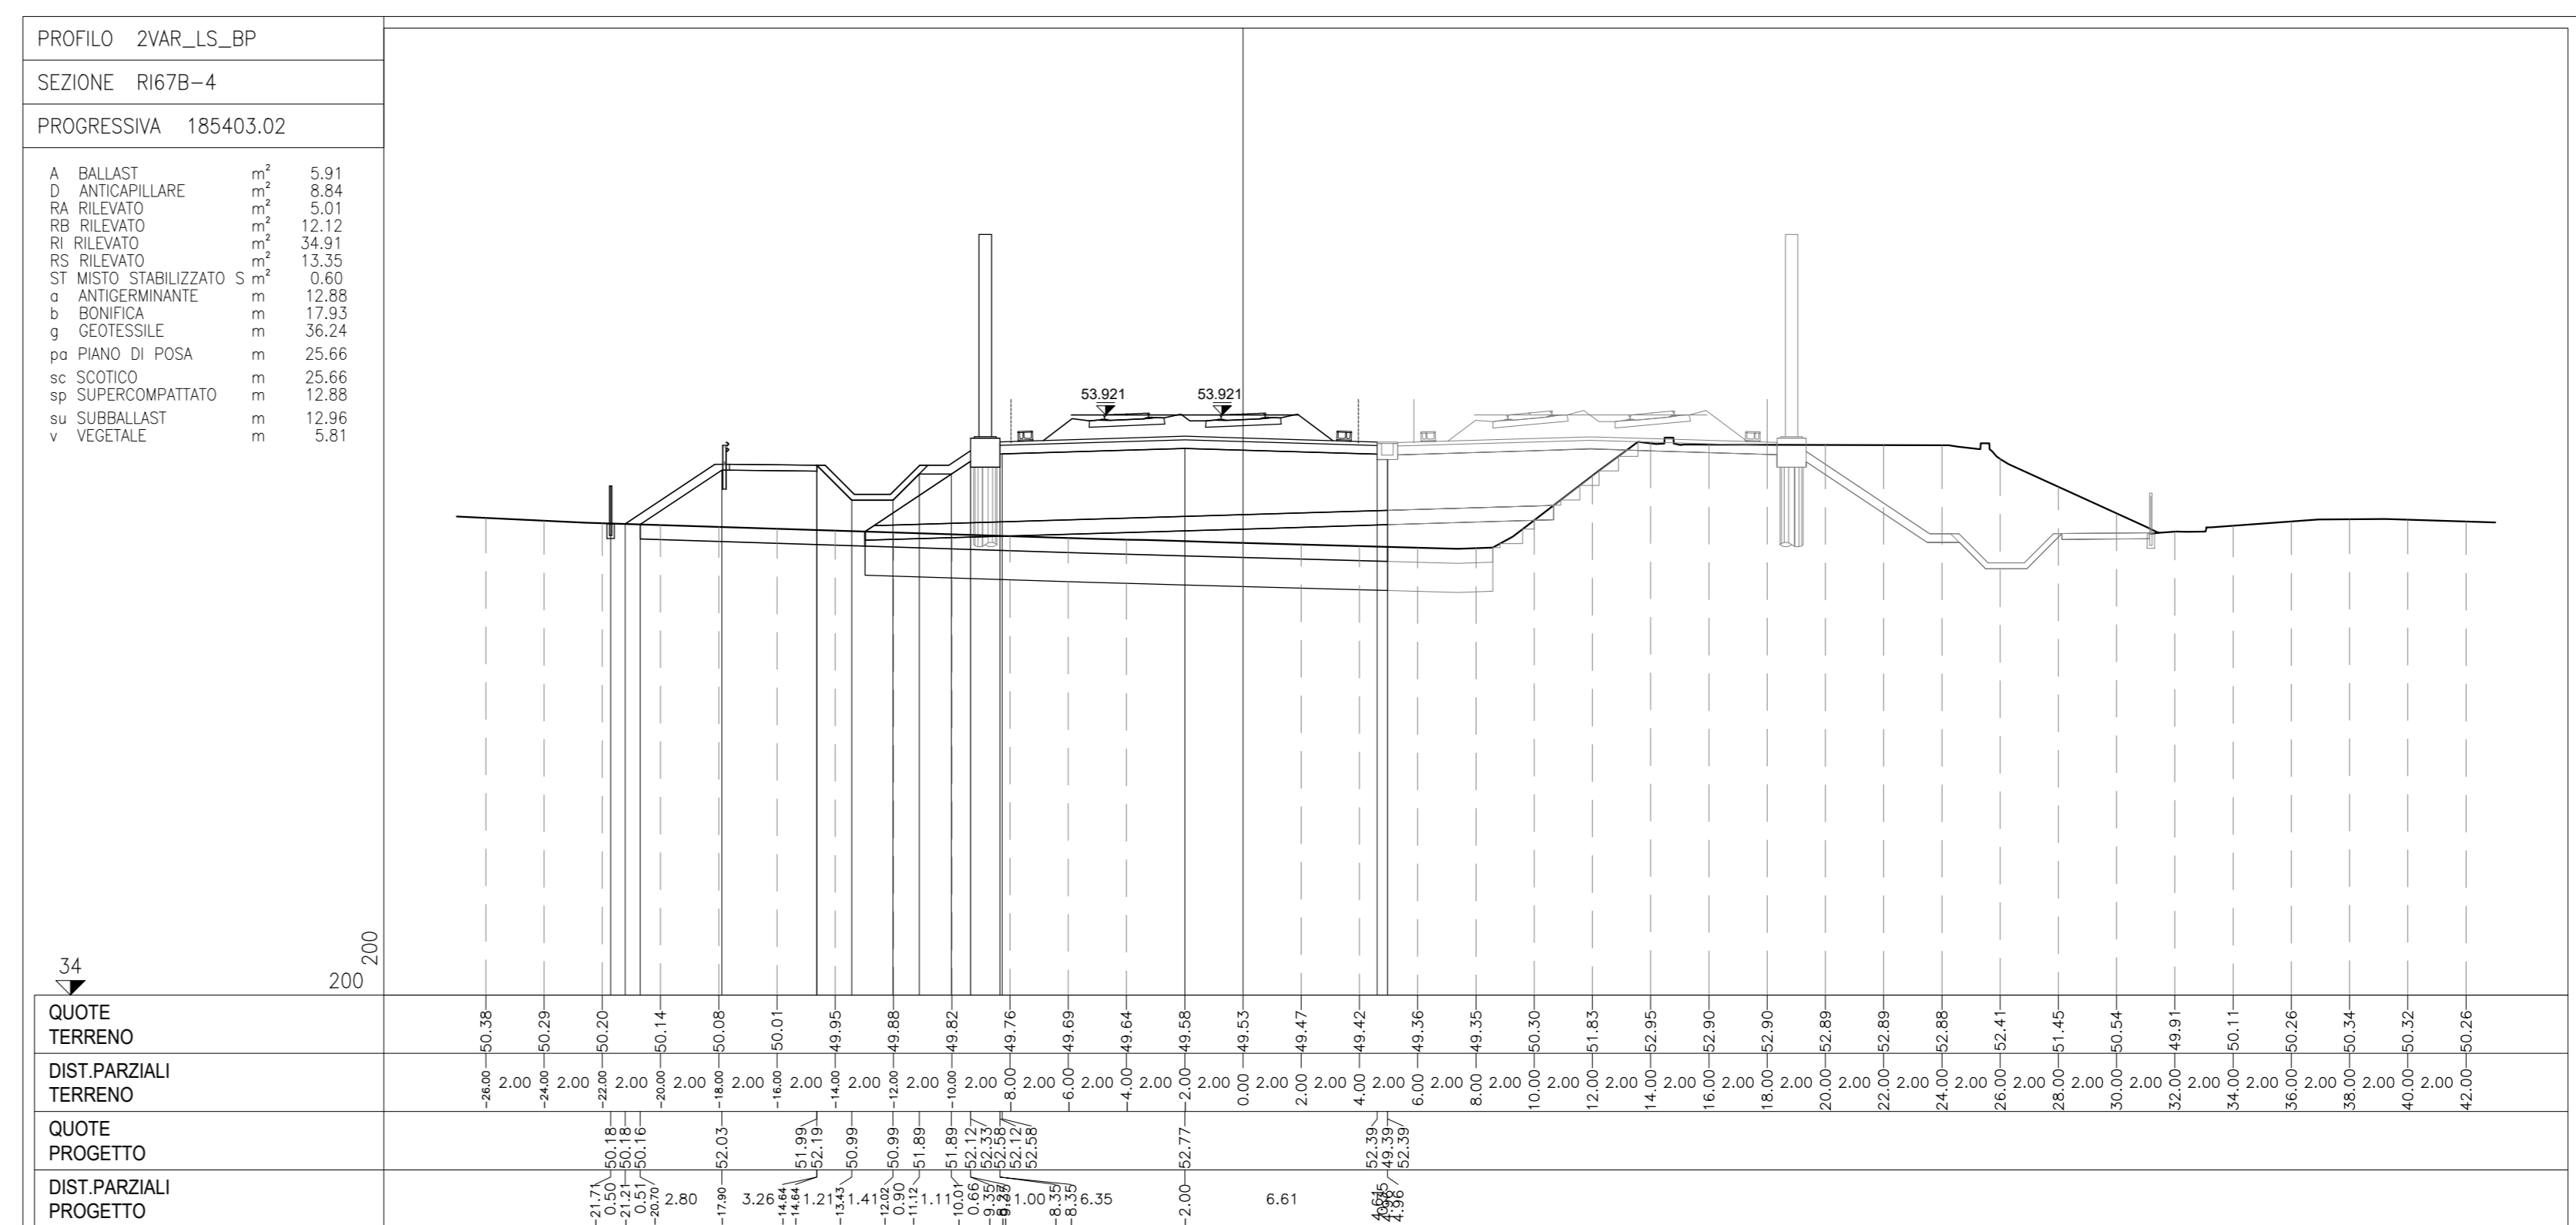 PROFILO 2VAR_LS_BP
SEZIONE RI67B-4
PROGRESSIVA 185403.02
A BALLAST m² 5.91
D ANTICAPILLARE m² 8.84
RA RILEVATO m² 5.01
RB RILEVATO m² 12.12
RI RILEVATO m² 34.91
RS RILEVATO m² 13.35
ST MISTO STABILIZZATO S m² 0.60
a ANTIGERMINANTE m 12.88
b BONIFICA m 17.93
g GEOTESSILE m 36.24
pa PIANO DI POSA m 25.66
sc SCOTICO m 25.66
sp SUPERCOMPATTATO m 12.88
su SUBBALLAST m 12.96
v VEGETALE m 5.81
53.921 53.921
34
200
200
QUOTE
TERRENO
50.38 50.29 50.20 50.14 50.08 50.01 49.95 49.88 49.82 49.76 49.69 49.64 49.58 49.53 49.47 49.42 49.36 49.35 50.30 51.83 52.95 52.90 52.90 52.89 52.89 52.88 52.41 51.45 50.54 49.91 50.11 50.26 50.34 50.32 50.26
DIST.PARZIALI
TERRENO
-26.00 2.00 -24.00 2.00 -22.00 2.00 -20.00 2.00 -18.00 2.00 -16.00 2.00 -14.00 2.00 -12.00 2.00 -10.00 2.00 -8.00 2.00 -6.00 2.00 -4.00 2.00 -2.00 2.00 0.00 2.00 2.00 2.00 4.00 2.00 6.00 2.00 8.00 2.00 10.00 2.00 12.00 2.00 14.00 2.00 16.00 2.00 18.00 2.00 20.00 2.00 22.00 2.00 24.00 2.00 26.00 2.00 28.00 2.00 30.00 2.00 32.00 2.00 34.00 2.00 36.00 2.00 38.00 2.00 40.00 2.00 42.00
QUOTE
PROGETTO
50.18 50.18 50.16 52.03 51.99 52.19 50.99 50.99 51.89 51.89 52.12 52.33 52.58 52.12 52.58 52.77 52.39 49.39 52.39
DIST.PARZIALI
PROGETTO
-21.71 0.50 -21.21 0.51 -20.70 2.80 -17.90 3.26 -14.64 -14.64 1.21 -13.43 1.41 -12.02 0.90 -11.12 1.11 -10.01 0.66 -9.35 1.00 -8.35 -8.35 6.35 -2.00 6.61 4.96